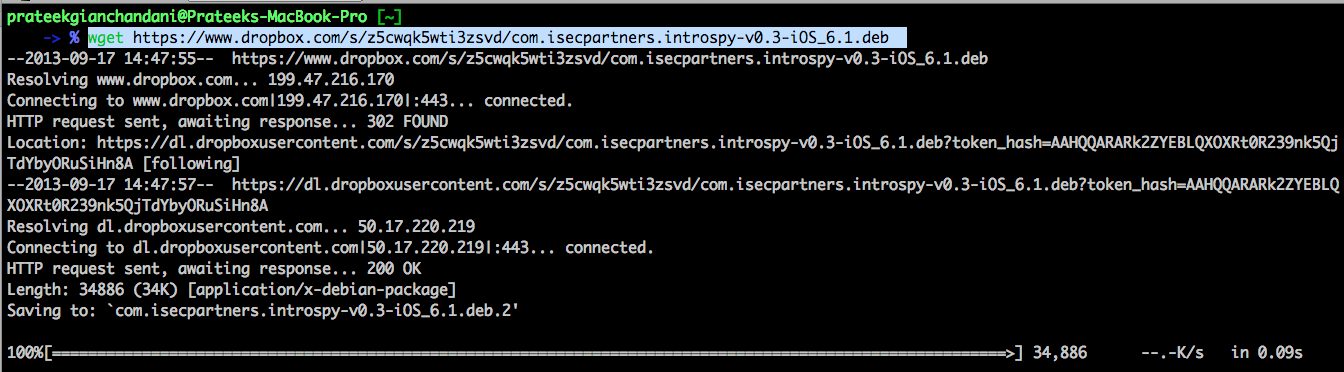 prateekgianchandani@Prateeks-MacBook-Pro [~]
-> % wget https://www.dropbox.com/s/z5cwqk5wti3zsvd/com.isecpartners.introspy-v0.3-iOS_6.1.deb
--2013-09-17 14:47:55--  https://www.dropbox.com/s/z5cwqk5wti3zsvd/com.isecpartners.introspy-v0.3-iOS_6.1.deb
Resolving www.dropbox.com... 199.47.216.170
Connecting to www.dropbox.com|199.47.216.170|:443... connected.
HTTP request sent, awaiting response... 302 FOUND
Location: https://dl.dropboxusercontent.com/s/z5cwqk5wti3zsvd/com.isecpartners.introspy-v0.3-iOS_6.1.deb?token_hash=AAHQQARARk2ZYEBLQXOXRt0R239nk5Qj
TdYbyORuSiHn8A [following]
--2013-09-17 14:47:57--  https://dl.dropboxusercontent.com/s/z5cwqk5wti3zsvd/com.isecpartners.introspy-v0.3-iOS_6.1.deb?token_hash=AAHQQARARk2ZYEBLQ
XOXRt0R239nk5QjTdYbyORuSiHn8A
Resolving dl.dropboxusercontent.com... 50.17.220.219
Connecting to dl.dropboxusercontent.com|50.17.220.219|:443... connected.
HTTP request sent, awaiting response... 200 OK
Length: 34886 (34K) [application/x-debian-package]
Saving to: `com.isecpartners.introspy-v0.3-iOS_6.1.deb.2'
100%[======================================================================================================>] 34,886      --.-K/s   in 0.09s